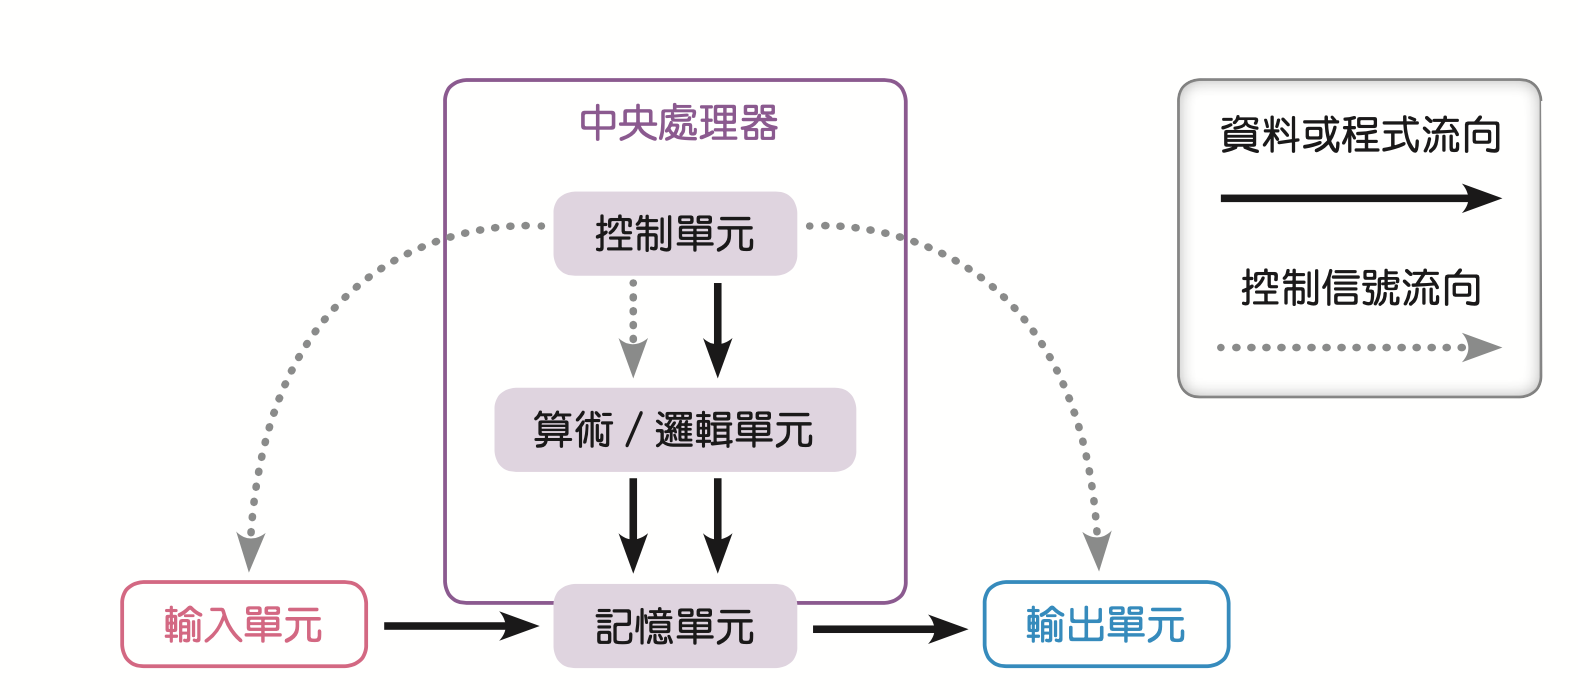 中央處理器
控制單元
算術 / 邏輯單元
輸入單元
記憶單元
輸出單元
資料或程式流向
控制信號流向